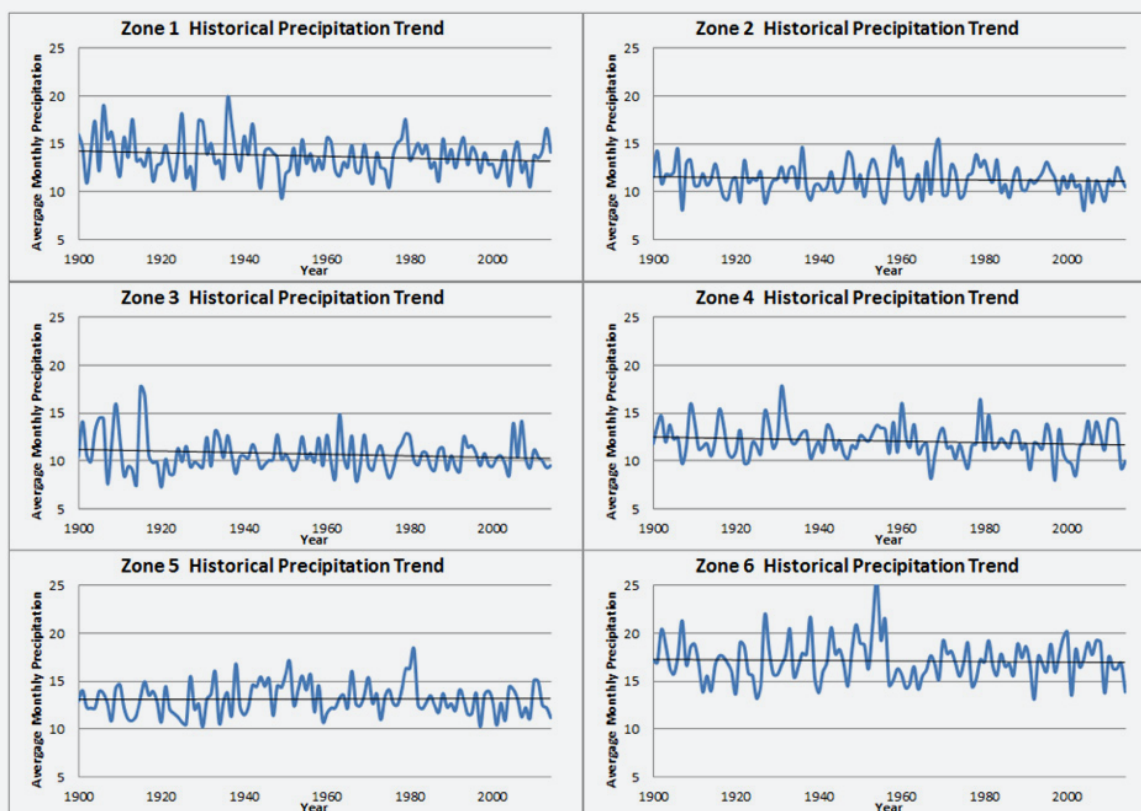 Zone 1 Historical Precipitation Trend
Avergage Monthly Precipitation
25
20
15
10
5
1900 1920 1940 1960 1980 2000
Year
Zone 2 Historical Precipitation Trend
Avergage Monthly Precipitation
25
20
15
10
5
1900 1920 1940 1960 1980 2000
Year
Zone 3 Historical Precipitation Trend
Avergage Monthly Precipitation
25
20
15
10
5
1900 1920 1940 1960 1980 2000
Year
Zone 4 Historical Precipitation Trend
Avergage Monthly Precipitation
25
20
15
10
5
1900 1920 1940 1960 1980 2000
Year
Zone 5 Historical Precipitation Trend
Avergage Monthly Precipitation
25
20
15
10
5
1900 1920 1940 1960 1980 2000
Year
Zone 6 Historical Precipitation Trend
Avergage Monthly Precipitation
25
20
15
10
5
1900 1920 1940 1960 1980 2000
Year